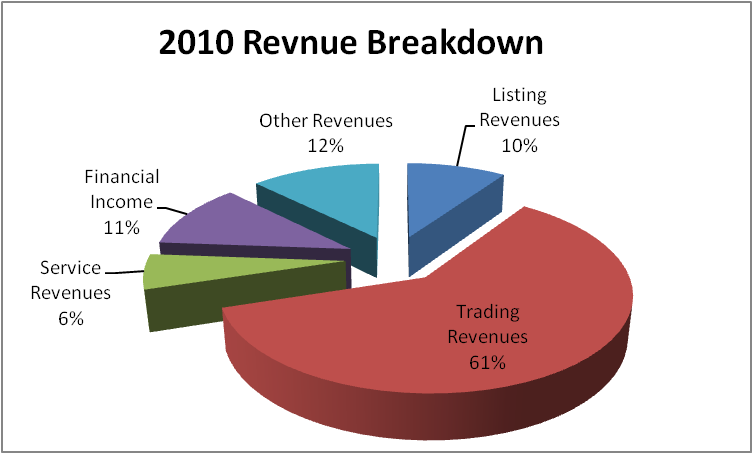 2010 Revnue Breakdown
Listing
Revenues
10%
Other Revenues
12%
Financial
Income
11%
Service
Revenues
6%
Trading
Revenues
61%